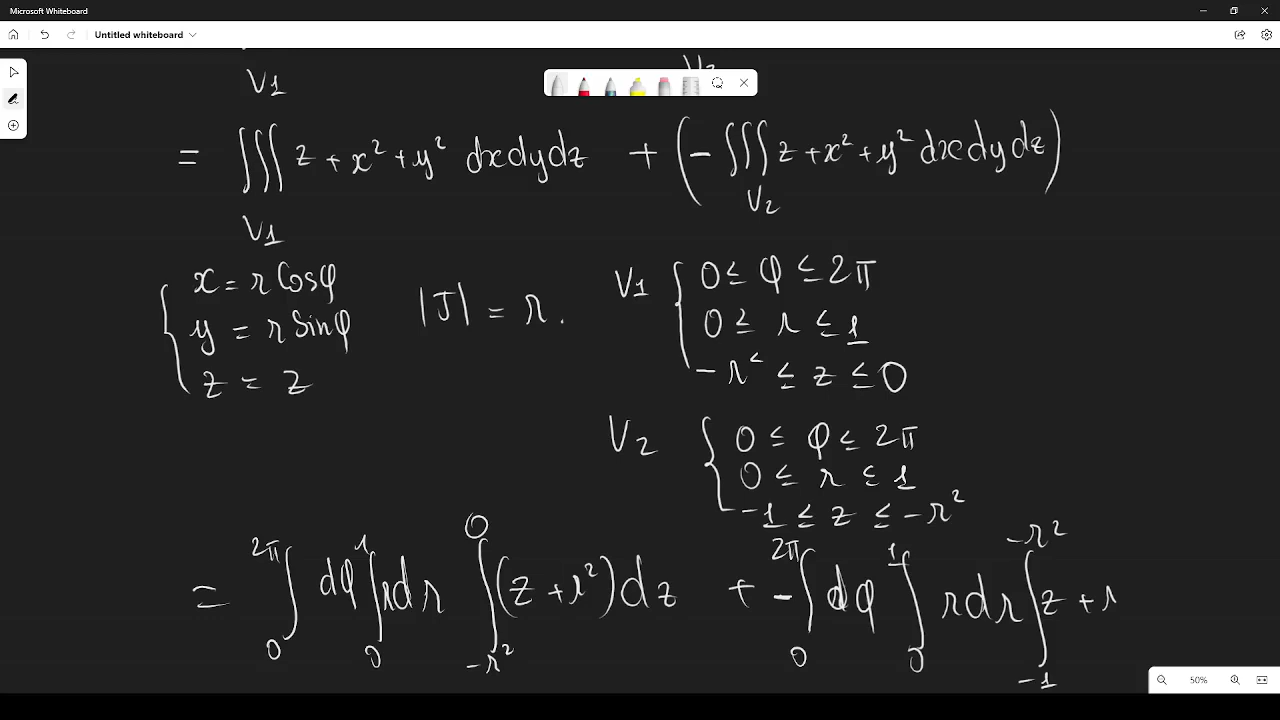 Microsoft Whiteboard
Untitled whiteboard
V1
= ∭ z + x² + y² dxdydz + (- ∭ z + x² + y² dxdydz)
V1 V2
{ x = r Cosφ
y = r Sinφ
z = z
|J| = r.
V1 { 0 ≤ φ ≤ 2π
0 ≤ r ≤ 1
-r² ≤ z ≤ 0
V2 { 0 ≤ φ ≤ 2π
0 ≤ r ≤ 1
-1 ≤ z ≤ -r²
= ∫₀^2π dφ ∫₀^1 rdr ∫_-r²^0 (z + r²) dz + - ∫₀^2π dφ ∫₀^1 rdr ∫_-1^-r² z + r
50%